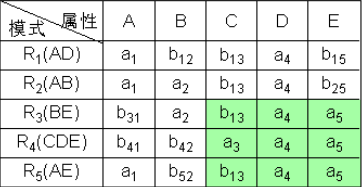 模式 属性 A B C D E
R₁(AD) a₁ b₁₂ b₁₃ a₄ b₁₅
R₂(AB) a₁ a₂ b₁₃ a₄ b₂₅
R₃(BE) b₃₁ a₂ b₁₃ a₄ a₅
R₄(CDE) b₄₁ b₄₂ a₃ a₄ a₅
R₅(AE) a₁ b₅₂ b₁₃ a₄ a₅